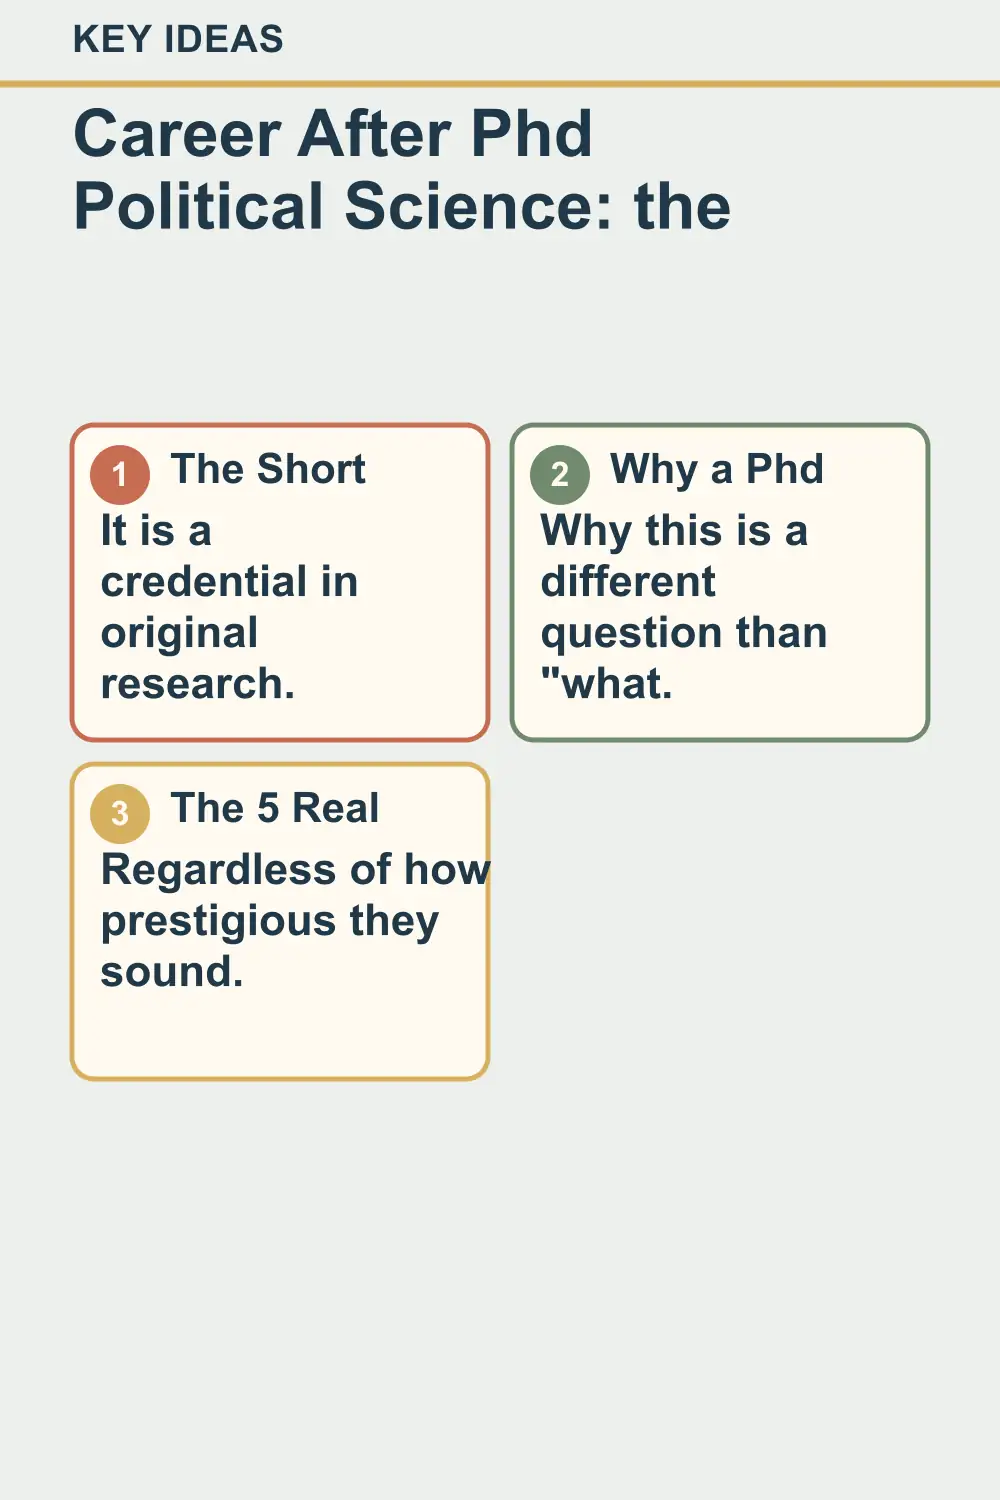 KEY IDEAS
Career After Phd
Political Science: the
1 The Short
It is a
credential in
original
research.
2 Why a Phd
Why this is a
different
question than
"what.
3 The 5 Real
Regardless of how
prestigious they
sound.